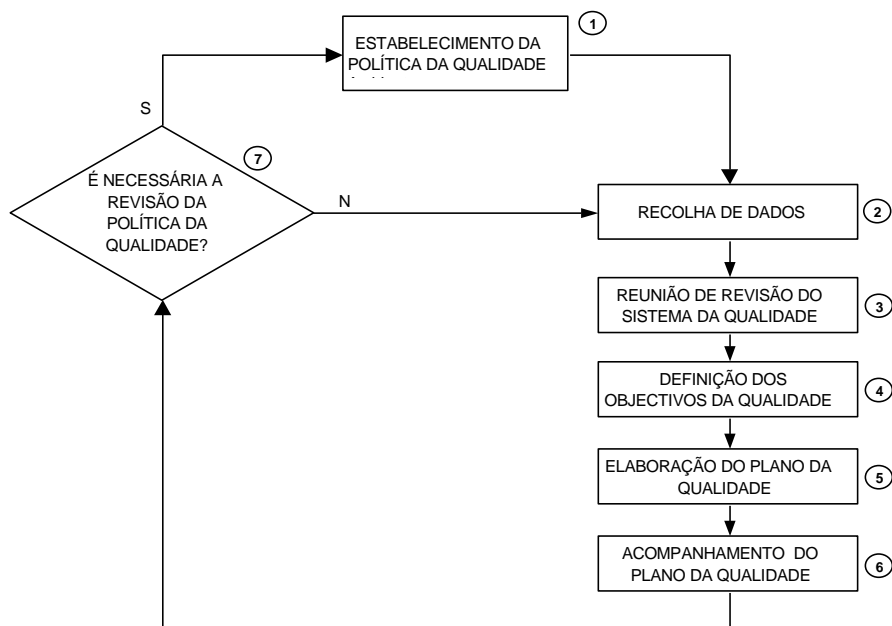 1
ESTABELECIMENTO DA
POLÍTICA DA QUALIDADE
S
7
É NECESSÁRIA A
REVISÃO DA
POLÍTICA DA
QUALIDADE?
N
RECOLHA DE DADOS
2
REUNIÃO DE REVISÃO DO
SISTEMA DA QUALIDADE
3
DEFINIÇÃO DOS
OBJECTIVOS DA QUALIDADE
4
ELABORAÇÃO DO PLANO DA
QUALIDADE
5
ACOMPANHAMENTO DO
PLANO DA QUALIDADE
6